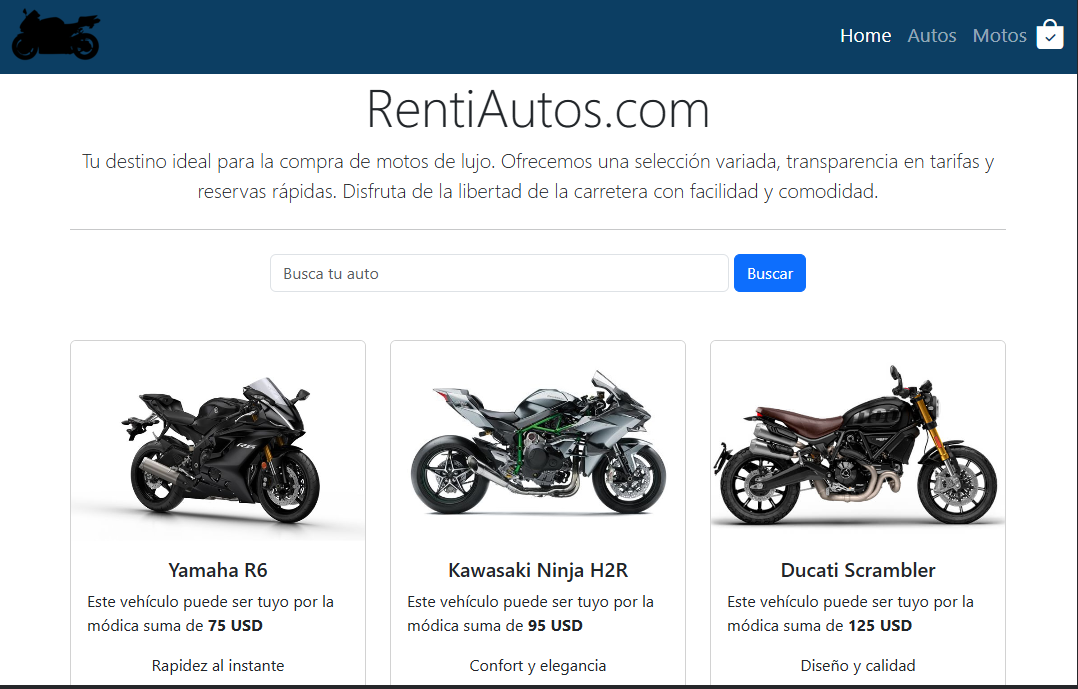 Home Autos Motos
RentiAutos.com
Tu destino ideal para la compra de motos de lujo. Ofrecemos una selección variada, transparencia en tarifas y
reservas rápidas. Disfruta de la libertad de la carretera con facilidad y comodidad.
Busca tu auto Buscar
R6
Yamaha R6
Este vehículo puede ser tuyo por la
módica suma de 75 USD
Rapidez al instante
Kawasaki Ninja H2R
Este vehículo puede ser tuyo por la
módica suma de 95 USD
Confort y elegancia
Ducati Scrambler
Este vehículo puede ser tuyo por la
módica suma de 125 USD
Diseño y calidad